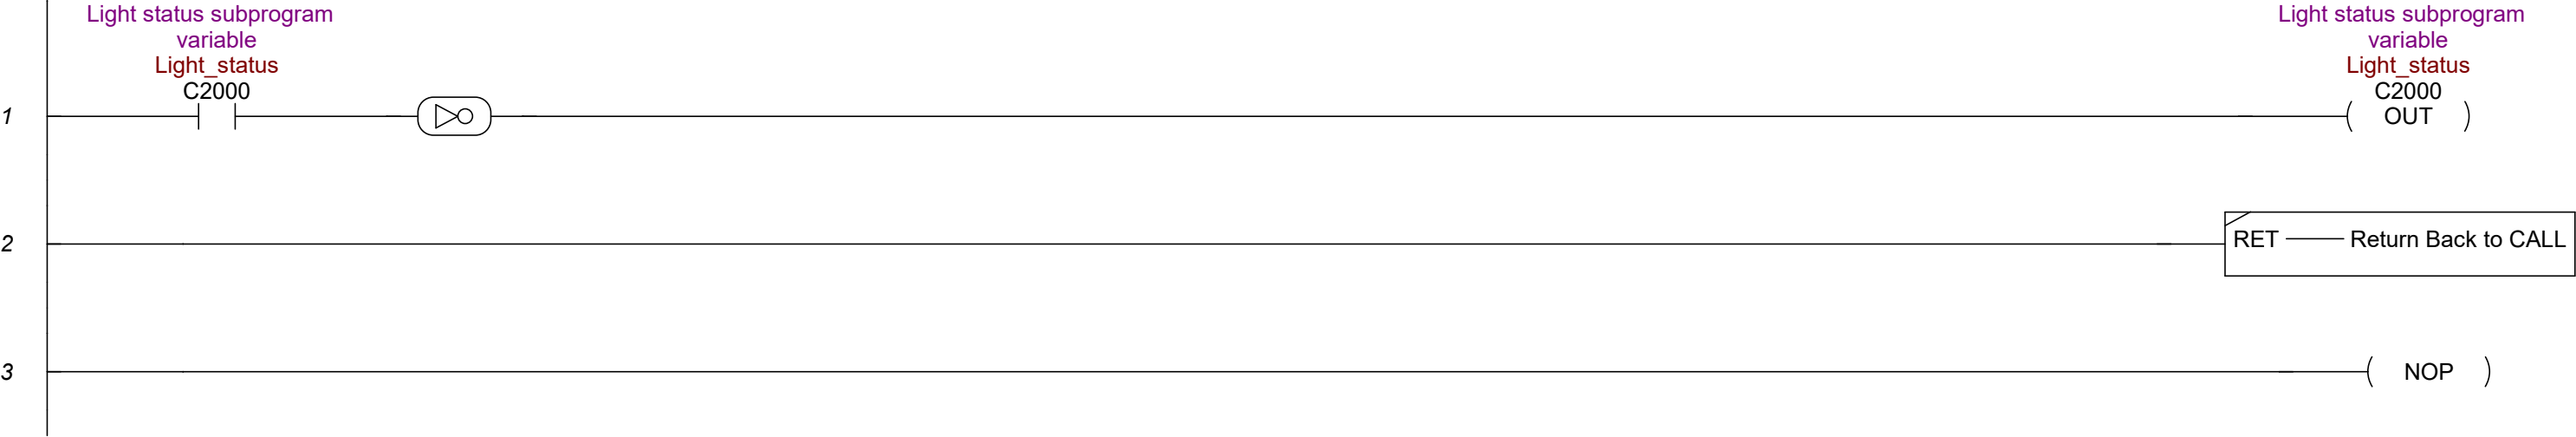 Light status subprogram
variable
Light_status
C2000
Light status subprogram
variable
Light_status
C2000
1
OUT
2
RET
Return Back to CALL
3
NOP